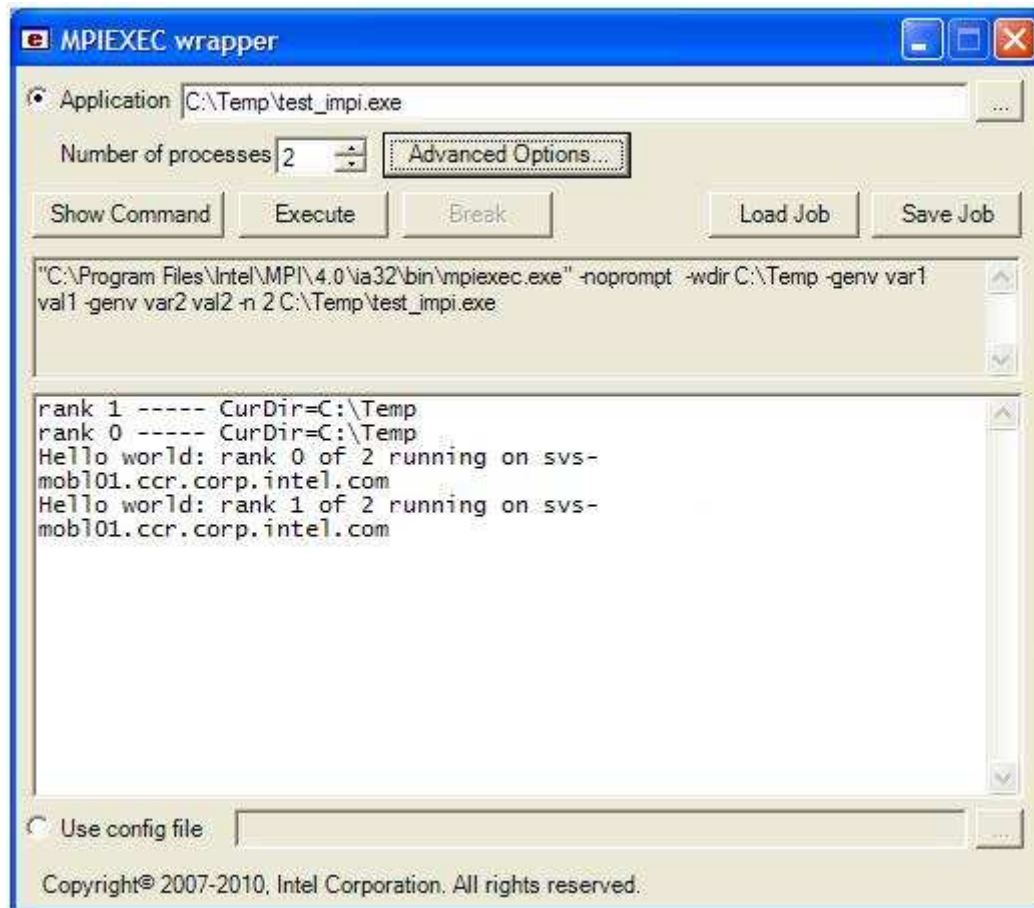 MPIEXEC wrapper
Application C:\Temp\test_impi.exe ...
Number of processes 2 Advanced Options...
Show Command Execute Break Load Job Save Job
"C:\Program Files\Intel\MPI\4.0\ia32\bin\mpiexec.exe" -noprompt -wdir C:\Temp -genv var1
val1 -genv var2 val2 -n 2 C:\Temp\test_impi.exe
rank 1 ----- CurDir=C:\Temp
rank 0 ----- CurDir=C:\Temp
Hello world: rank 0 of 2 running on svs-
mobl01.ccr.corp.intel.com
Hello world: rank 1 of 2 running on svs-
mobl01.ccr.corp.intel.com
Use config file ...
Copyright© 2007-2010, Intel Corporation. All rights reserved.